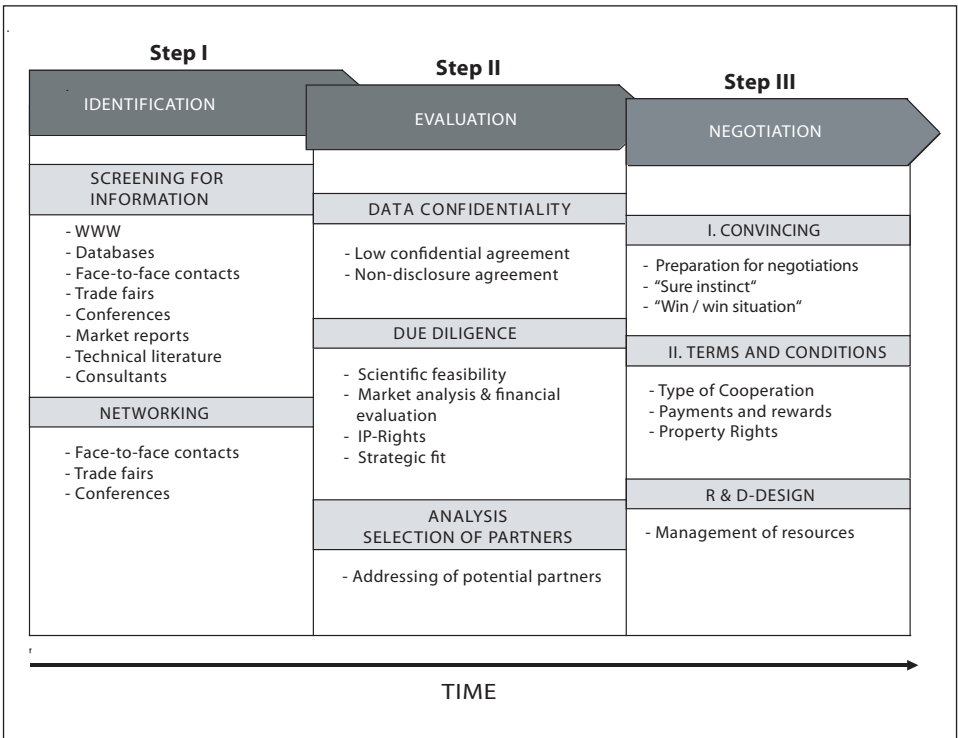 Step I
IDENTIFICATION
SCREENING FOR
INFORMATION
- WWW
- Databases
- Face-to-face contacts
- Trade fairs
- Conferences
- Market reports
- Technical literature
- Consultants
NETWORKING
- Face-to-face contacts
- Trade fairs
- Conferences
Step II
EVALUATION
DATA CONFIDENTIALITY
- Low confidential agreement
- Non-disclosure agreement
DUE DILIGENCE
- Scientific feasibility
- Market analysis & financial
evaluation
- IP-Rights
- Strategic fit
ANALYSIS
SELECTION OF PARTNERS
- Addressing of potential partners
Step III
NEGOTIATION
I. CONVINCING
- Preparation for negotiations
- “Sure instinct“
- “Win / win situation“
II. TERMS AND CONDITIONS
- Type of Cooperation
- Payments and rewards
- Property Rights
R & D-DESIGN
- Management of resources
TIME